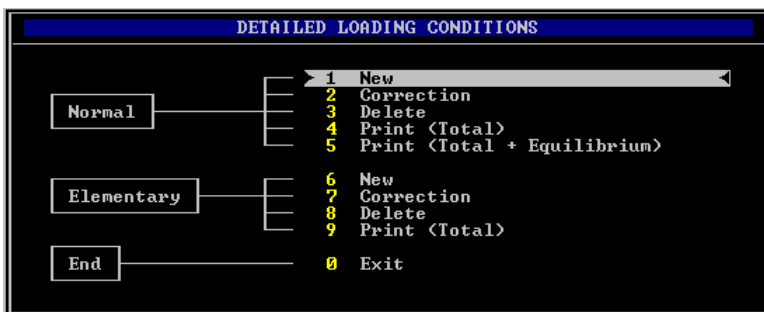 DETAILED LOADING CONDITIONS
Normal
1 New
2 Correction
3 Delete
4 Print (Total)
5 Print (Total + Equilibrium)
Elementary
6 New
7 Correction
8 Delete
9 Print (Total)
End
0 Exit